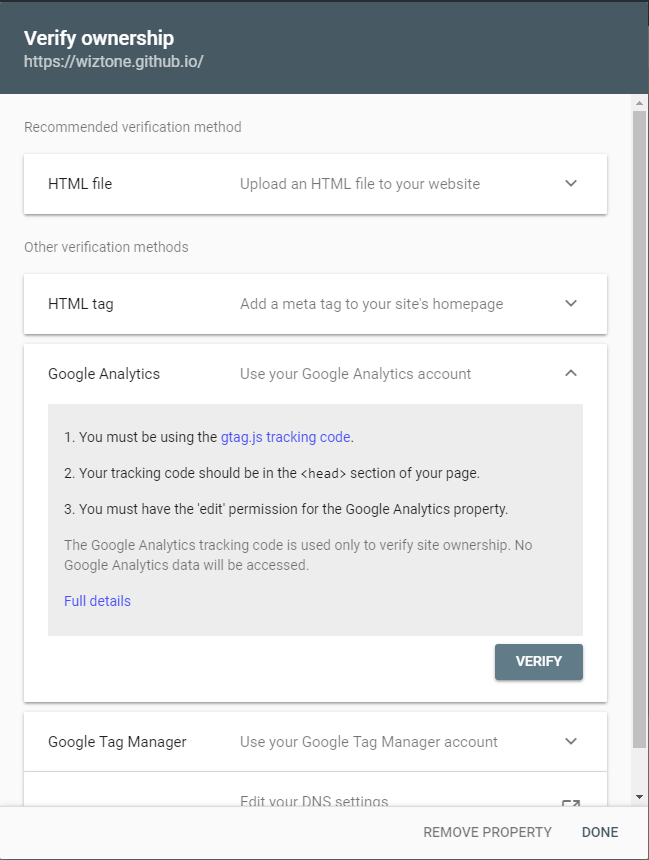 Verify ownership
https://wiztone.github.io/
Recommended verification method
HTML file
Upload an HTML file to your website
Other verification methods
HTML tag
Add a meta tag to your site's homepage
Google Analytics
Use your Google Analytics account
1. You must be using the gtag.js tracking code.
2. Your tracking code should be in the <head> section of your page.
3. You must have the 'edit' permission for the Google Analytics property.
The Google Analytics tracking code is used only to verify site ownership. No
Google Analytics data will be accessed.
Full details
VERIFY
Google Tag Manager
Use your Google Tag Manager account
Edit your DNS settings
REMOVE PROPERTY
DONE